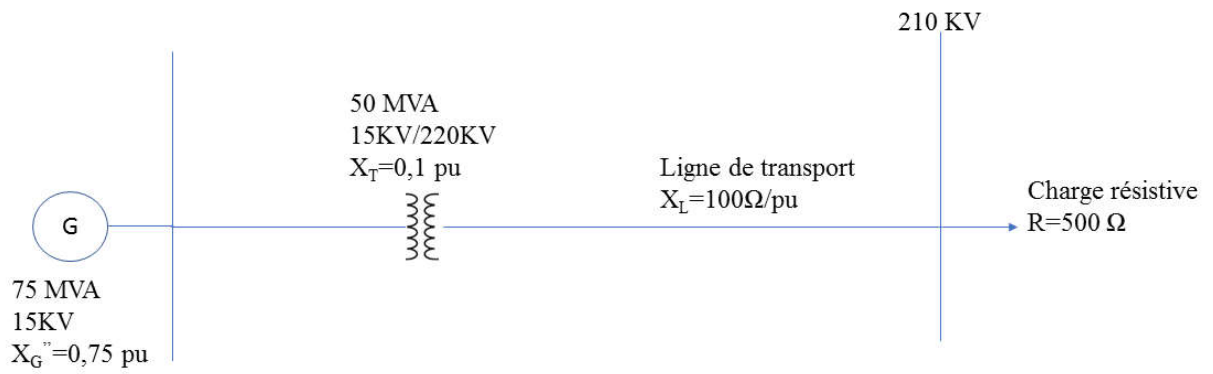 210 KV
50 MVA
15KV/220KV
X_T=0,1 pu
Ligne de transport
X_L=100Ω/pu
Charge résistive
R=500 Ω
G
75 MVA
15KV
X_G''=0,75 pu